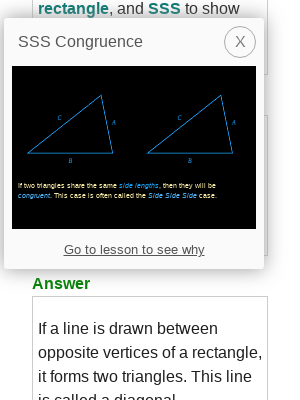 rectangle, and SSS to show
SSS Congruence
X
C
A
B
C
A
B
If two triangles share the same side lengths, then they will be
congruent. This case is often called the Side Side Side case.
Go to lesson to see why
Answer
If a line is drawn between
opposite vertices of a rectangle,
it forms two triangles. This line
is called a diagonal